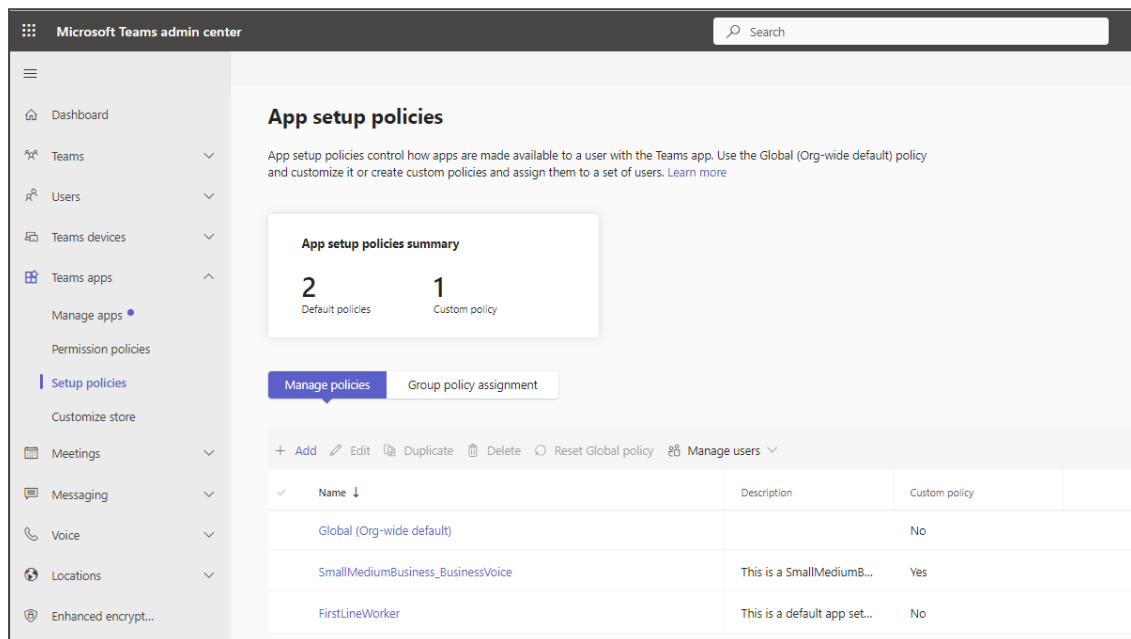 Microsoft Teams admin center
Search
Dashboard
Teams
Users
Teams devices
Teams apps
Manage apps
Permission policies
Setup policies
Customize store
Meetings
Messaging
Voice
Locations
Enhanced encrypt...
App setup policies
App setup policies control how apps are made available to a user with the Teams app. Use the Global (Org-wide default) policy
and customize it or create custom policies and assign them to a set of users. Learn more
App setup policies summary
2 1
Default policies Custom policy
Manage policies Group policy assignment
Add Edit Duplicate Delete Reset Global policy Manage users
Name Description Custom policy
Global (Org-wide default) No
SmallMediumBusiness_BusinessVoice This is a SmallMediumB... Yes
FirstLineWorker This is a default app set... No